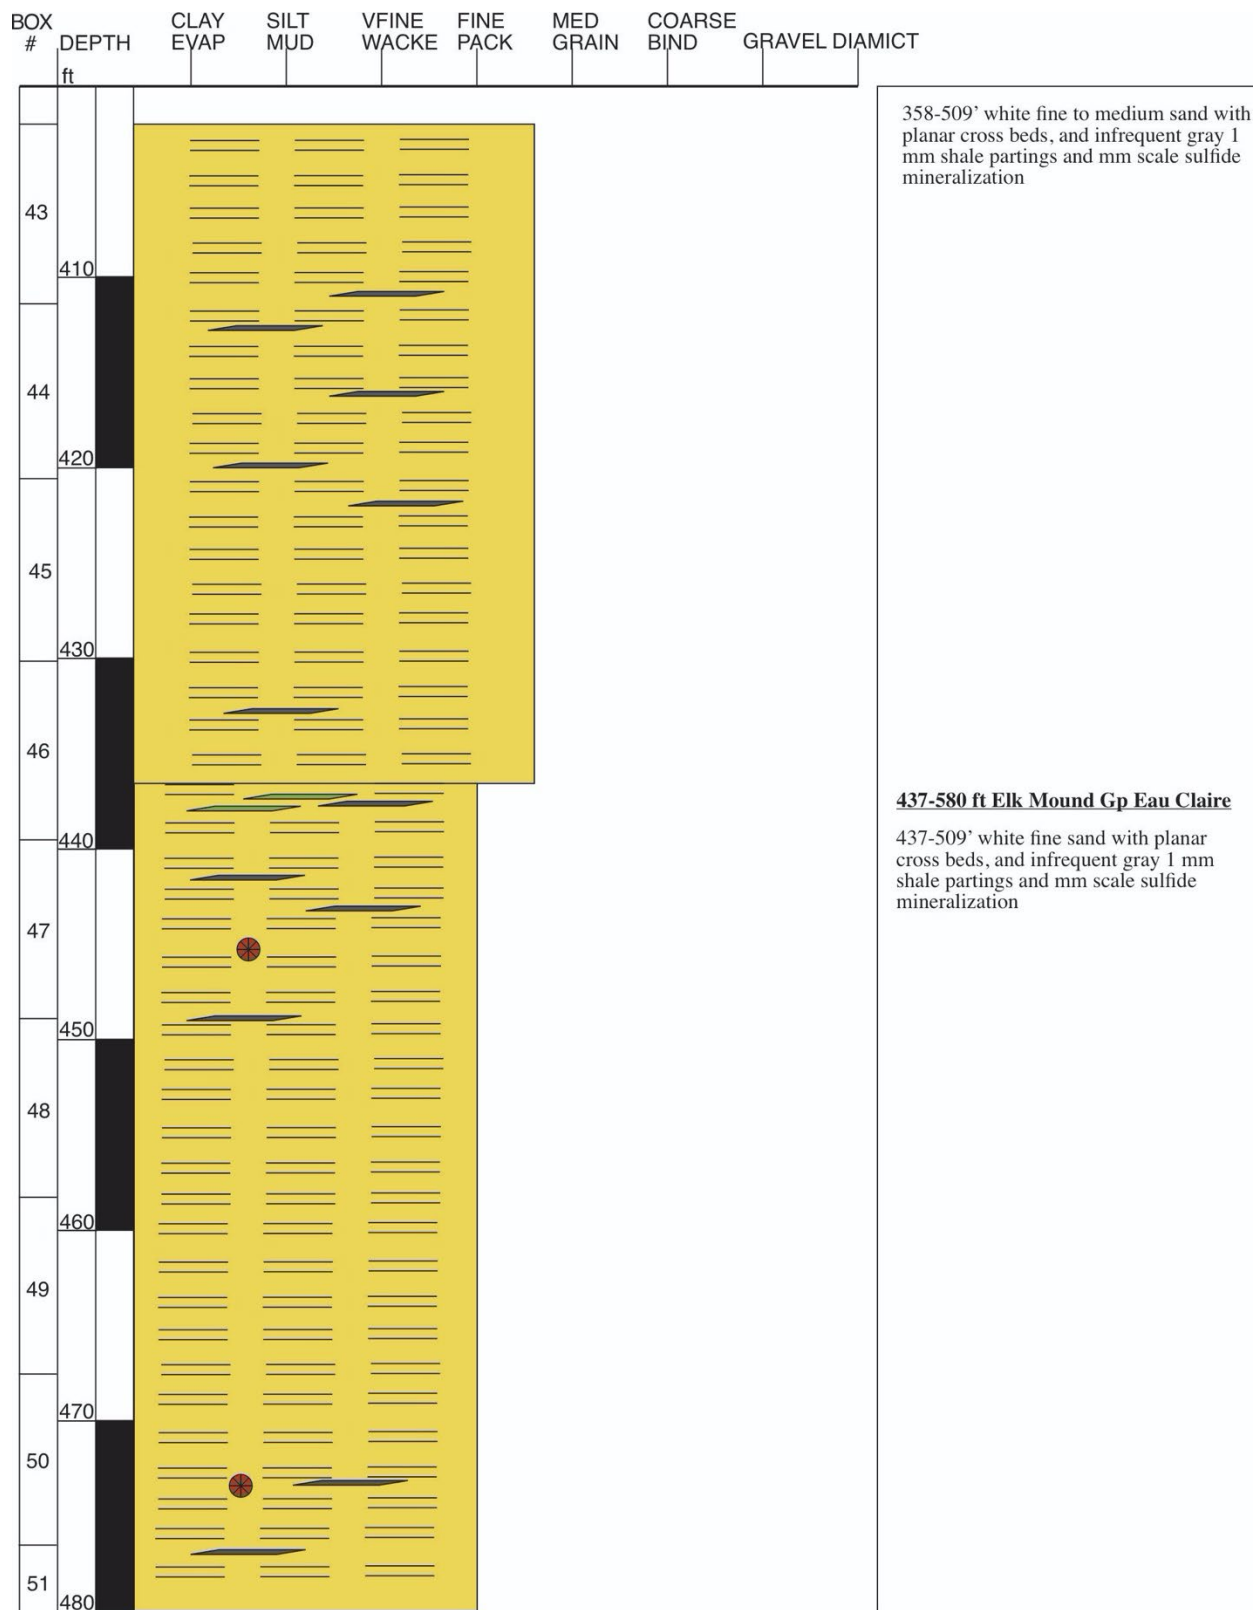 BOX #
DEPTH
ft
CLAY EVAP
SILT MUD
VFINE WACKE
FINE PACK
MED GRAIN
COARSE BIND
GRAVEL
DIAMICT
358-509’ white fine to medium sand with
planar cross beds, and infrequent gray 1
mm shale partings and mm scale sulfide
mineralization
43
410
44
420
45
430
46
437-580 ft Elk Mound Gp Eau Claire
437-509’ white fine sand with planar
cross beds, and infrequent gray 1 mm
shale partings and mm scale sulfide
mineralization
440
47
450
48
460
49
470
50
51
480